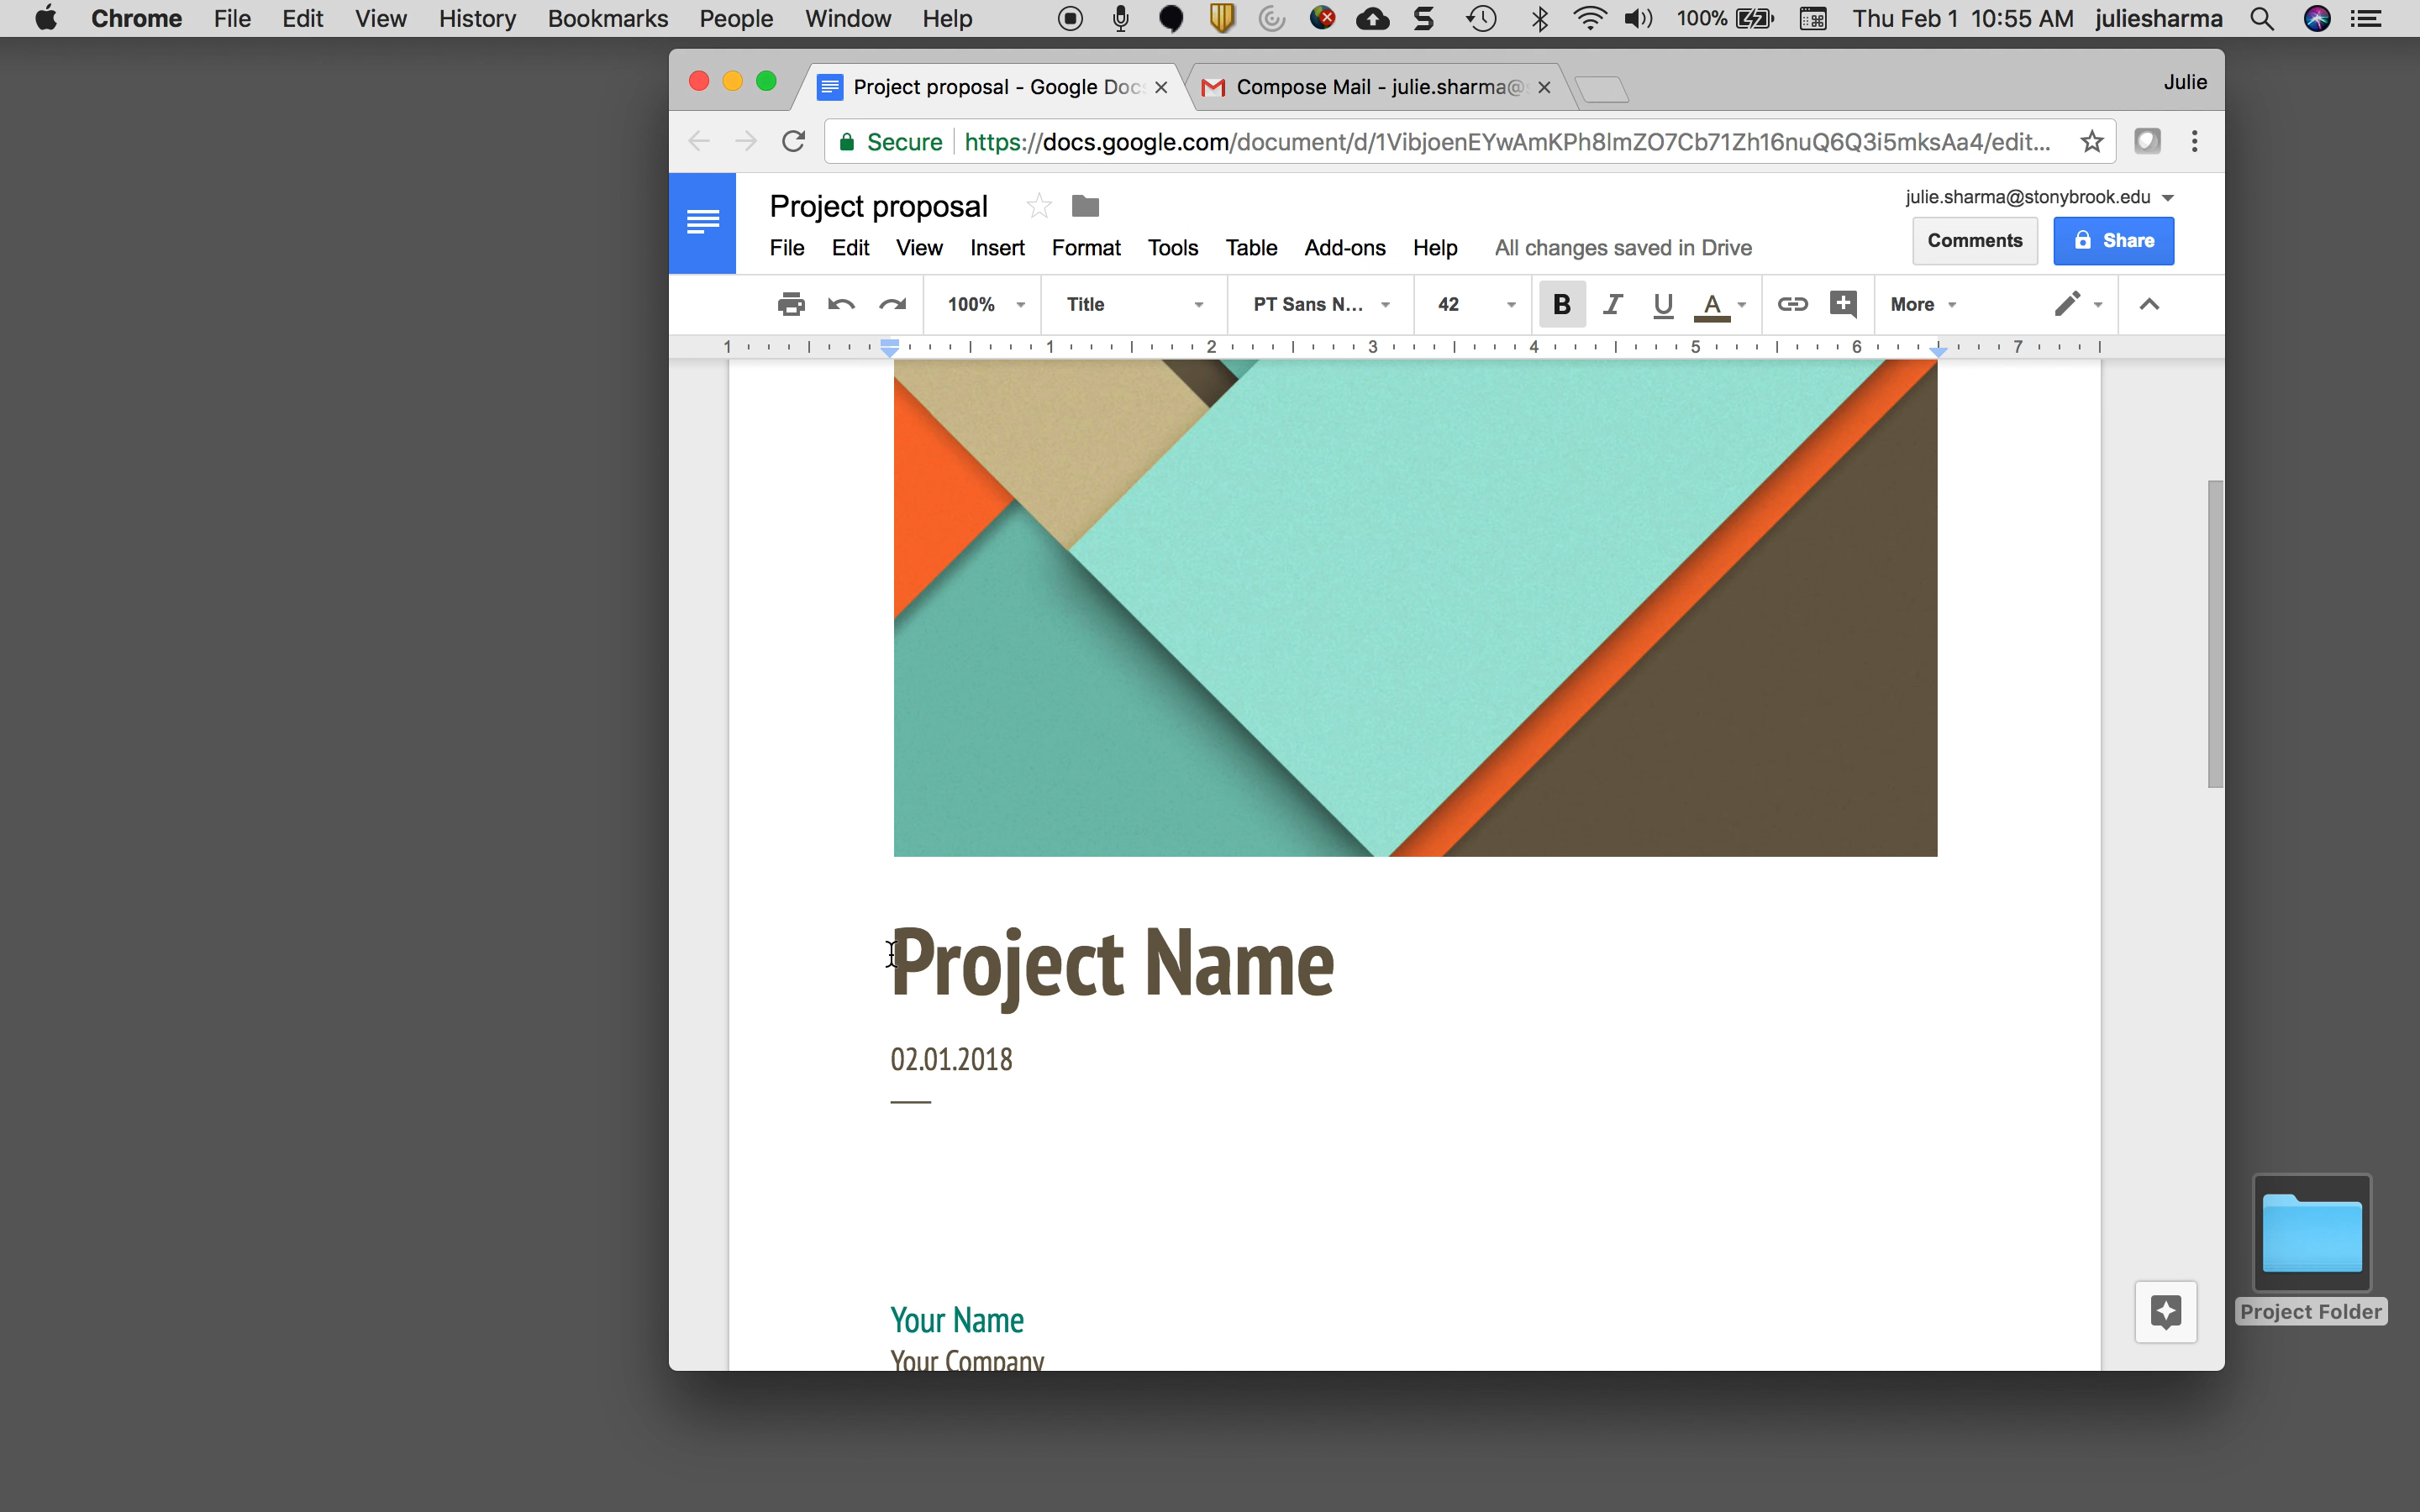 Chrome File Edit View History Bookmarks People Window Help 100% Thu Feb 1 10:55 AM juliesharma
Project proposal - Google Docs Compose Mail - julie.sharma@ Julie
Secure https://docs.google.com/document/d/1VibjoenEYwAmKPh8lmZO7Cb71Zh16nuQ6Q3i5mksAa4/edit...
Project proposal
julie.sharma@stonybrook.edu
File Edit View Insert Format Tools Table Add-ons Help All changes saved in Drive
Comments Share
100% Title PT Sans N... 42 B I U A More
1 1 2 3 4 5 6 7
Project Name
02.01.2018
Your Name
Your Company
Project Folder